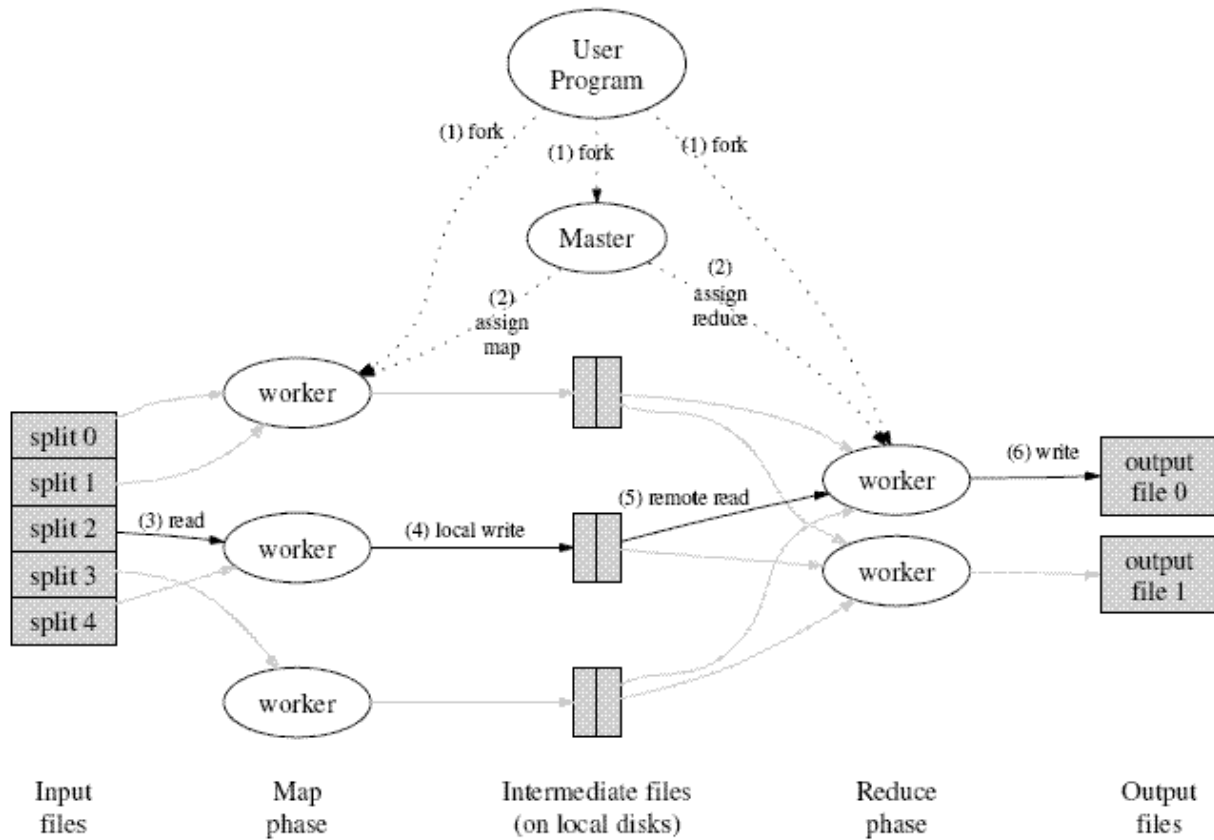 User
Program
(1) fork
(1) fork
(1) fork
Master
(2)
assign
map
(2)
assign
reduce
worker
split 0
split 1
split 2
split 3
split 4
(3) read
worker
(4) local write
(5) remote read
worker
(6) write
output
file 0
worker
output
file 1
worker
Input
files
Map
phase
Intermediate files
(on local disks)
Reduce
phase
Output
files